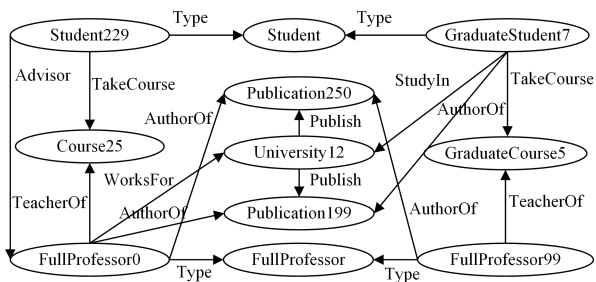 Type
Type
Student229
Student
GraduateStudent7
Advisor
TakeCourse
StudyIn
TakeCourse
Publication250
AuthorOf
AuthorOf
Publish
Course25
University12
GraduateCourse5
WorksFor
Publish
TeacherOf
AuthorOf
Publication199
AuthorOf
TeacherOf
FullProfessor0
Type
FullProfessor
Type
FullProfessor99